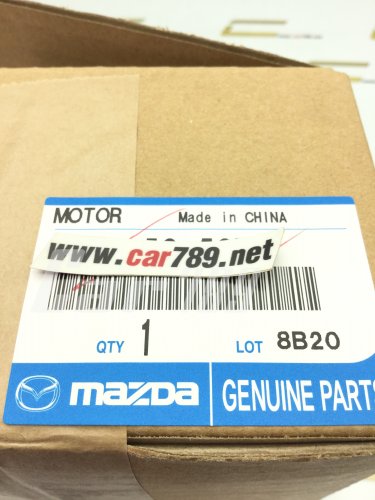 MOTOR Made in CHINA
www.car789.net
QTY 1 LOT 8B20
mazda GENUINE PARTS